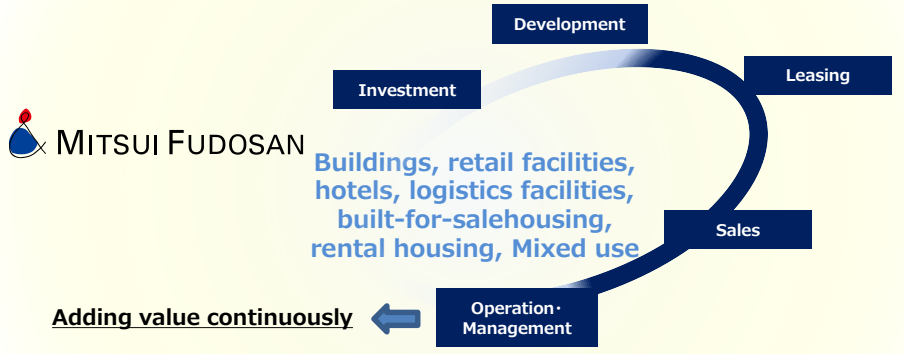 Development
Leasing
Investment
MITSUI FUDOSAN
Buildings, retail facilities,
hotels, logistics facilities,
built-for-salehousing,
rental housing, Mixed use
Sales
Operation・
Management
Adding value continuously